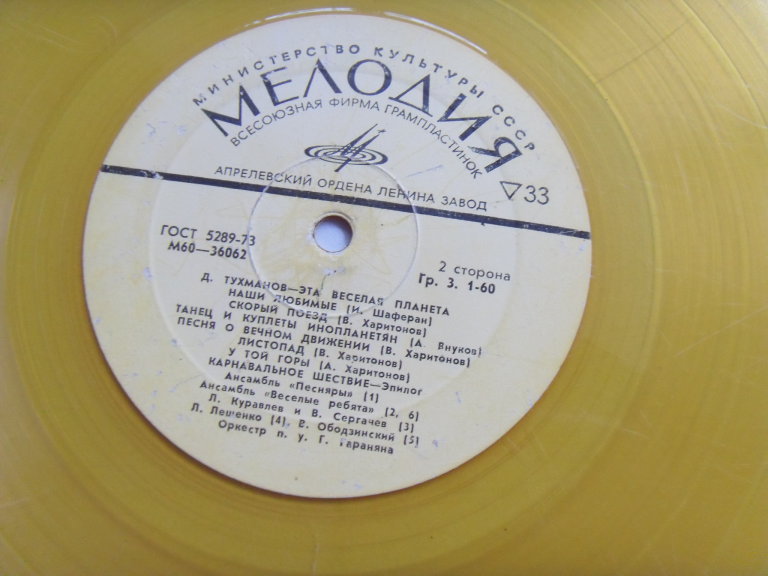 МИНИСТЕРСТВО КУЛЬТУРЫ СССР
МЕЛОДИЯ
ВСЕСОЮЗНАЯ ФИРМА ГРАМПЛАСТИНОК
АПРЕЛЕВСКИЙ ОРДЕНА ЛЕНИНА ЗАВОД
▽33
ГОСТ 5289-73
М60—36062
2 сторона
Гр. 3. 1-60
Д. ТУХМАНОВ—ЭТА ВЕСЕЛАЯ ПЛАНЕТА
НАШИ ЛЮБИМЫЕ (И. Шаферан)
СКОРЫЙ ПОЕЗД (В. Харитонов)
ТАНЕЦ И КУПЛЕТЫ ИНОПЛАНЕТЯН (А. Внуков)
ПЕСНЯ О ВЕЧНОМ ДВИЖЕНИИ (В. Харитонов)
ЛИСТОПАД (В. Харитонов)
У ТОЙ ГОРЫ (А. Харитонов)
КАРНАВАЛЬНОЕ ШЕСТВИЕ—Эпилог
Ансамбль «Песняры» (1)
Ансамбль «Веселые ребята» (2, 6)
Л. Куравлев и В. Сергачев (3)
Л. Лещенко (4), В. Ободзинский (5)
Оркестр п. у. Г. Гараняна